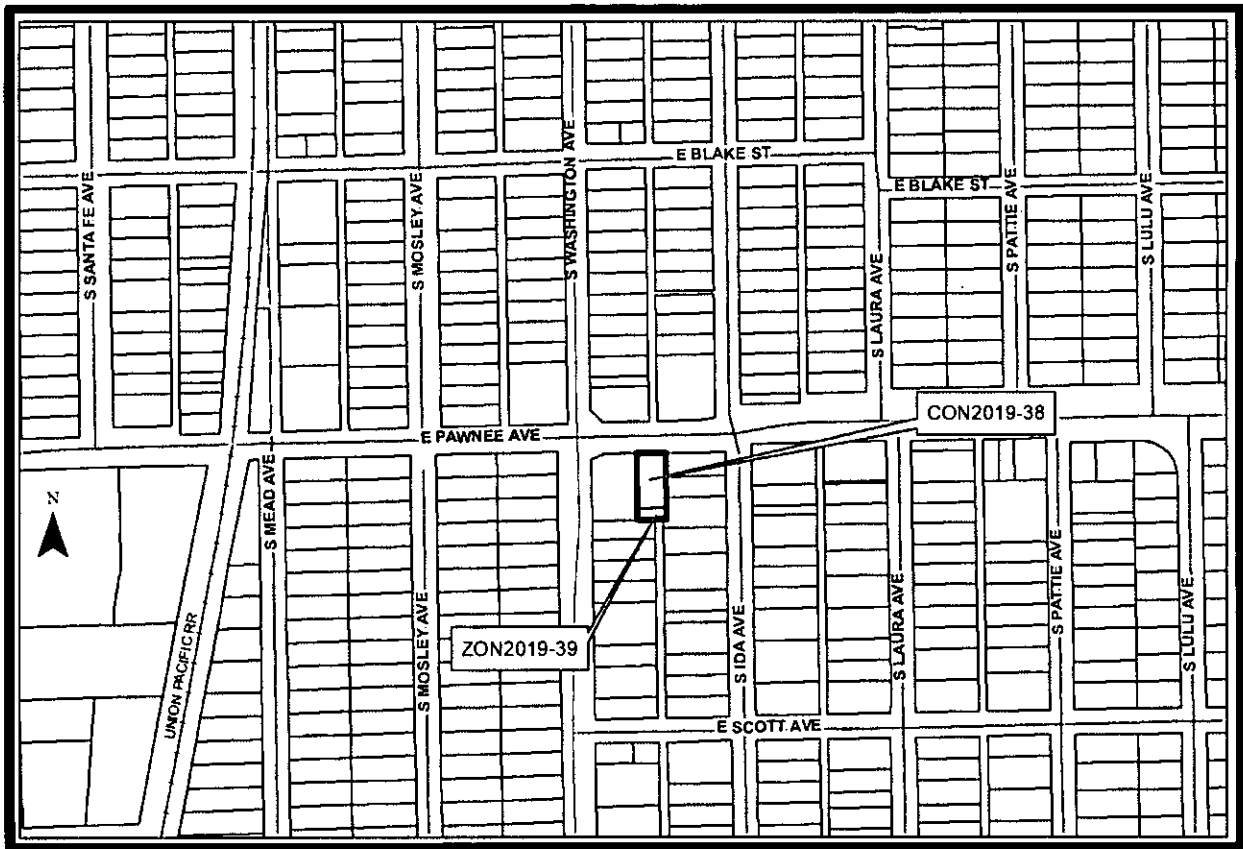 E BLAKE ST
E BLAKE ST
S SANTA FE AVE
S MOSLEY AVE
S WASHINGTON AVE
S LAURA AVE
S PATTIE AVE
S LULU AVE
CON2019-38
E PAWNEE AVE
N
S MEAD AVE
UNION PACIFIC RR
S MOSLEY AVE
ZON2019-39
S IDA AVE
S LAURA AVE
S PATTIE AVE
S LULU AVE
E SCOTT AVE